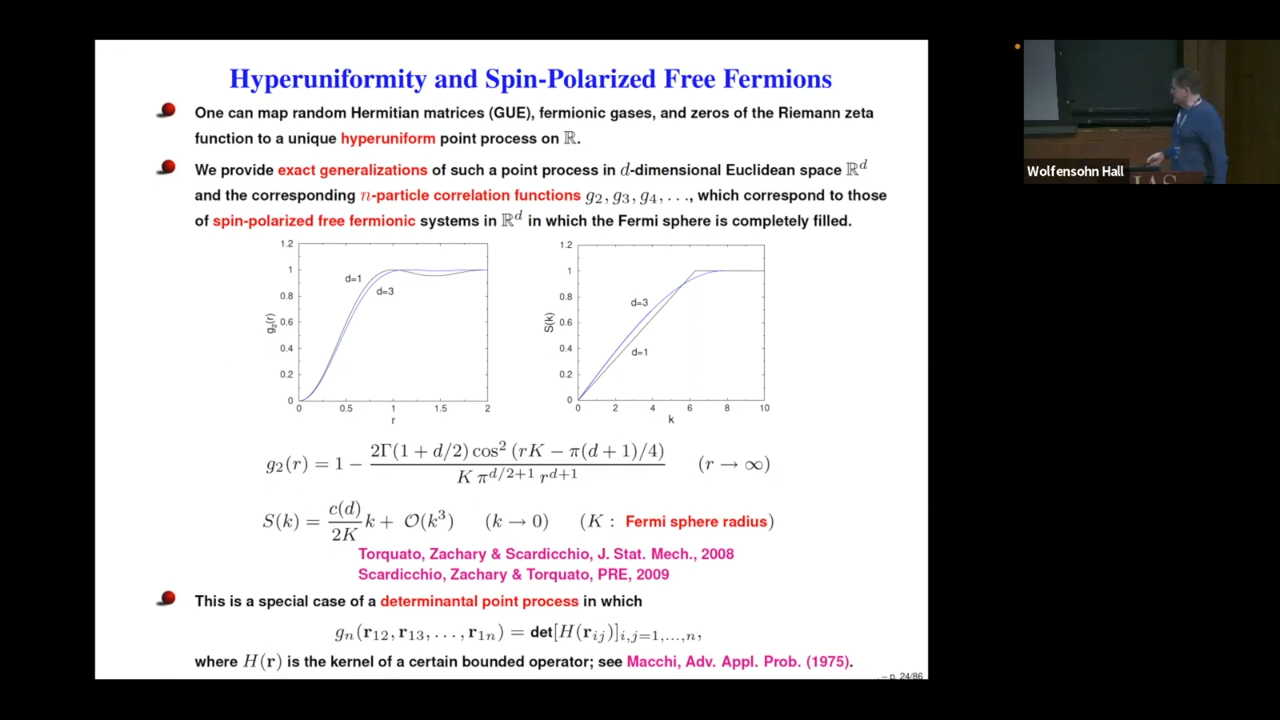 Hyperuniformity and Spin-Polarized Free Fermions
One can map random Hermitian matrices (GUE), fermionic gases, and zeros of the Riemann zeta
function to a unique hyperuniform point process on ℝ.
We provide exact generalizations of such a point process in d-dimensional Euclidean space ℝ^d
and the corresponding n-particle correlation functions g₂, g₃, g₄, . . ., which correspond to those
of spin-polarized free fermionic systems in ℝ^d in which the Fermi sphere is completely filled.
1.2
1
0.8
0.6
0.4
0.2
0
g₂(r)
d=1
d=3
0 0.5 1 1.5 2
r
1.2
1
0.8
0.6
0.4
0.2
0
S(k)
d=3
d=1
0 2 4 6 8 10
k
g₂(r) = 1 − 2Γ(1 + d/2) cos² (rK − π(d + 1)/4) / K π^{d/2+1} r^{d+1} (r → ∞)
S(k) = c(d)/2K k + O(k³) (k → 0) (K : Fermi sphere radius)
Torquato, Zachary & Scardicchio, J. Stat. Mech., 2008
Scardicchio, Zachary & Torquato, PRE, 2009
This is a special case of a determinantal point process in which
gₙ(r₁₂, r₁₃, . . . , r₁ₙ) = det[H(rᵢⱼ)]ᵢ,ⱼ₌₁,...,ₙ,
where H(r) is the kernel of a certain bounded operator; see Macchi, Adv. Appl. Prob. (1975).
. – p. 24/86
Wolfensohn Hall
IAS